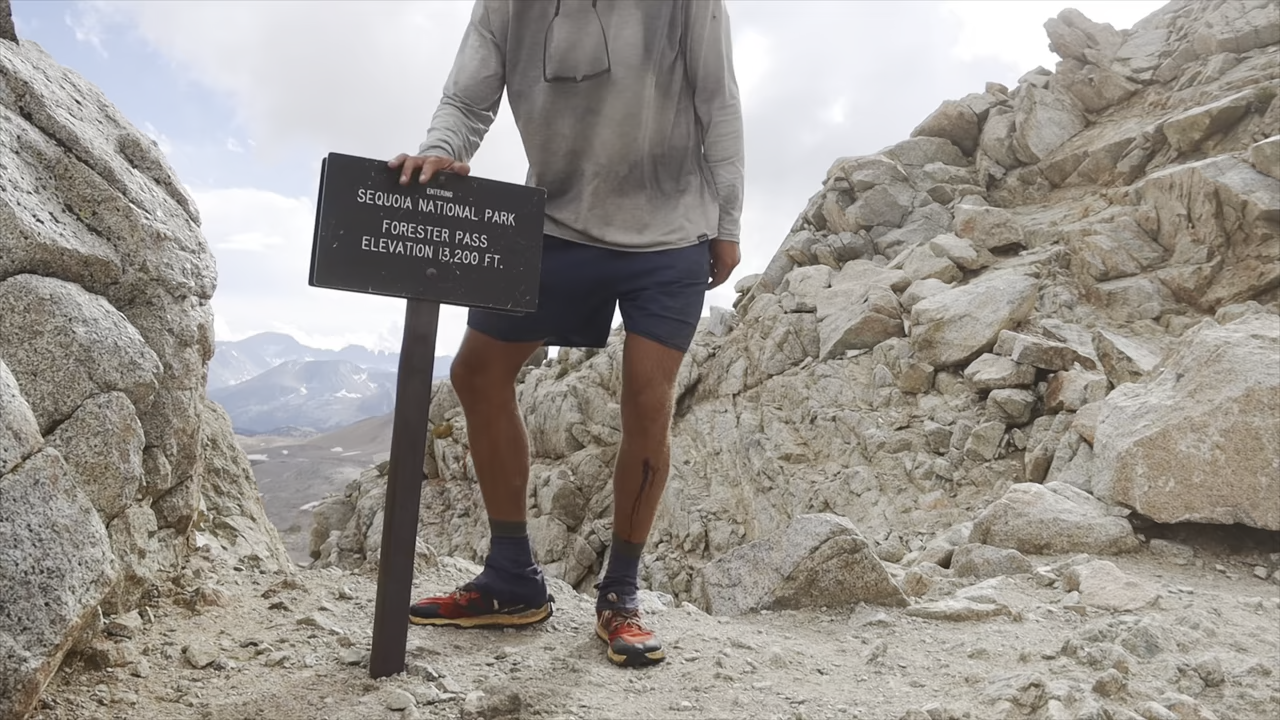 ENTERING
SEQUOIA NATIONAL PARK
FORESTER PASS
ELEVATION 13,200 FT.